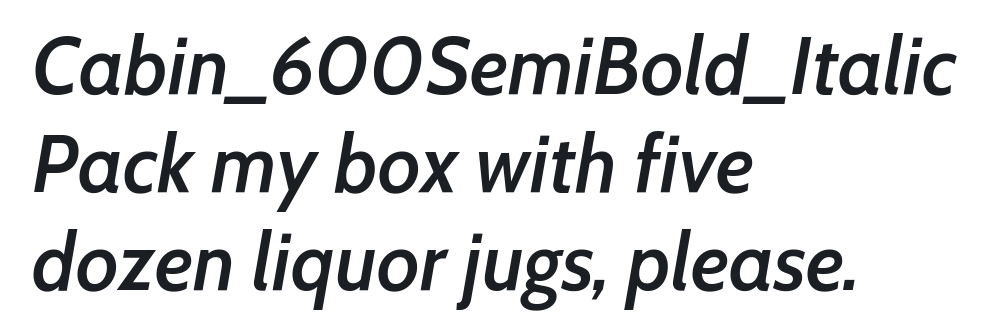 Cabin_600SemiBold_Italic
Pack my box with five
dozen liquor jugs, please.